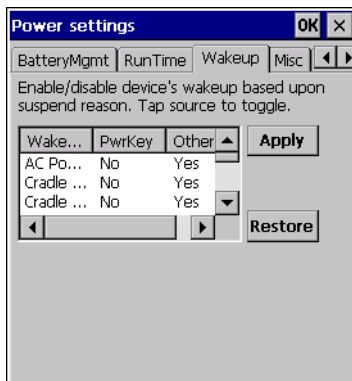 Power settings OK ×
BatteryMgmt RunTime Wakeup Misc
Enable/disable device's wakeup based upon
suspend reason. Tap source to toggle.
Wake... PwrKey Other Apply
AC Po... No Yes
Cradle ... No Yes
Cradle ... No Yes
Restore